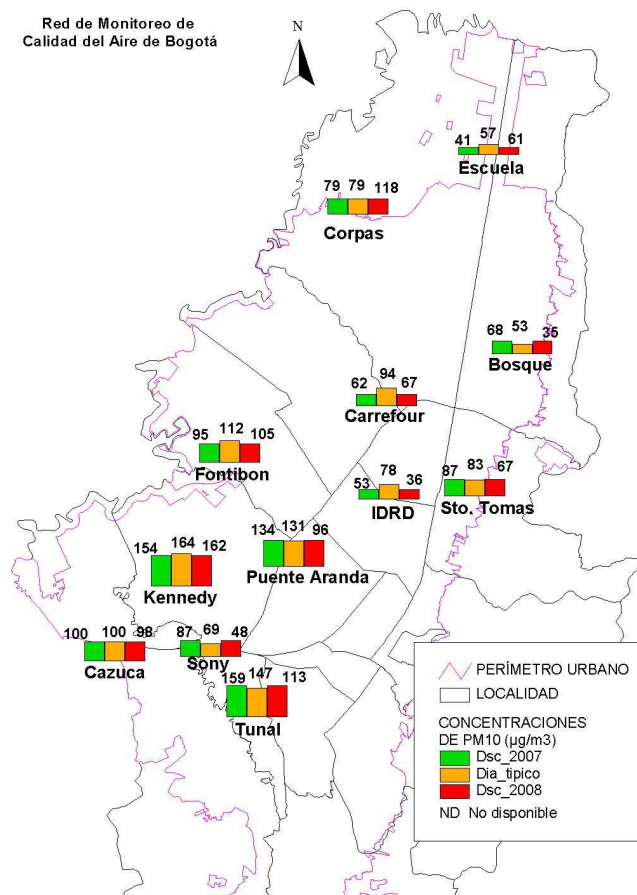 Red de Monitoreo de
Calidad del Aire de Bogotá
N
41 57 61
Escuela
79 79 118
Corpas
68 53 35
Bosque
62 94 67
Carrefour
95 112 105
Fontibon
53 78 36
IDRD
87 83 67
Sto. Tomas
134 131 96
Puente Aranda
154 164 162
Kennedy
100 100 98
Cazuca
87 69 48
Sony
159 147 113
Tunal
PERÍMETRO URBANO
LOCALIDAD
CONCENTRACIONES
DE PM10 (µg/m3)
Dsc_2007
Dia_tipico
Dsc_2008
ND No disponible